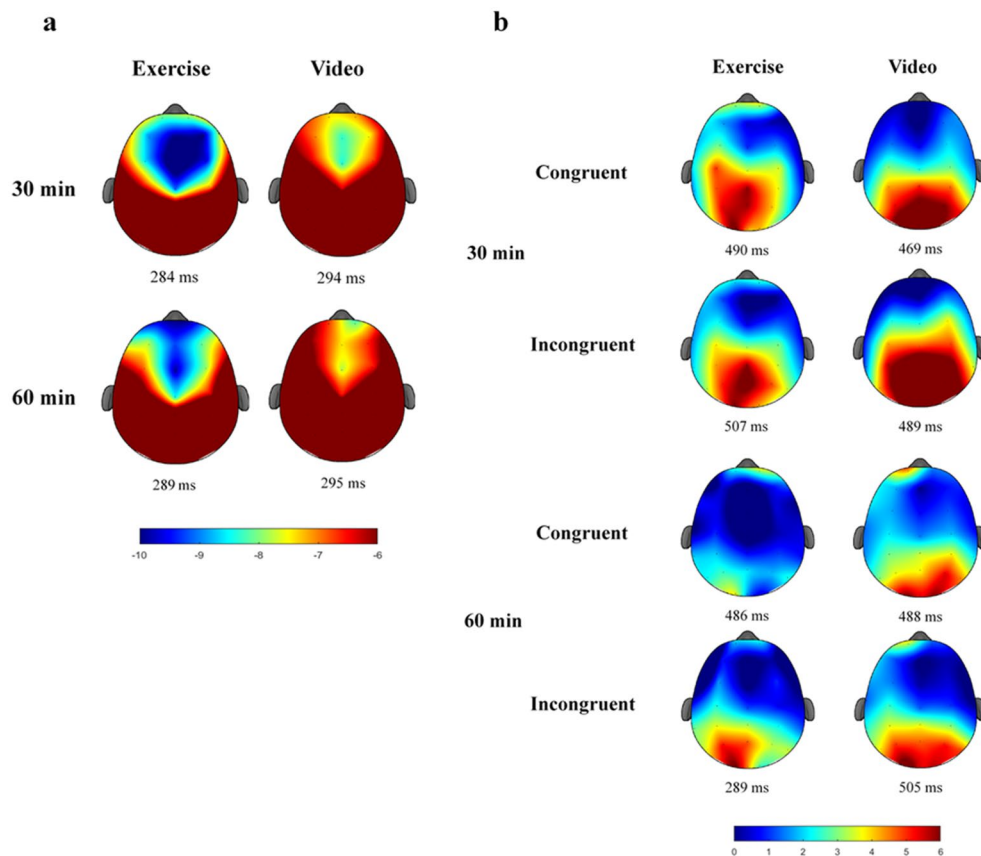 a
Exercise Video
30 min
284 ms 294 ms
60 min
289 ms 295 ms
-10 -9 -8 -7 -6
b
Exercise Video
Congruent
490 ms 469 ms
30 min
Incongruent
507 ms 489 ms
Congruent
486 ms 488 ms
60 min
Incongruent
289 ms 505 ms
0 1 2 3 4 5 6